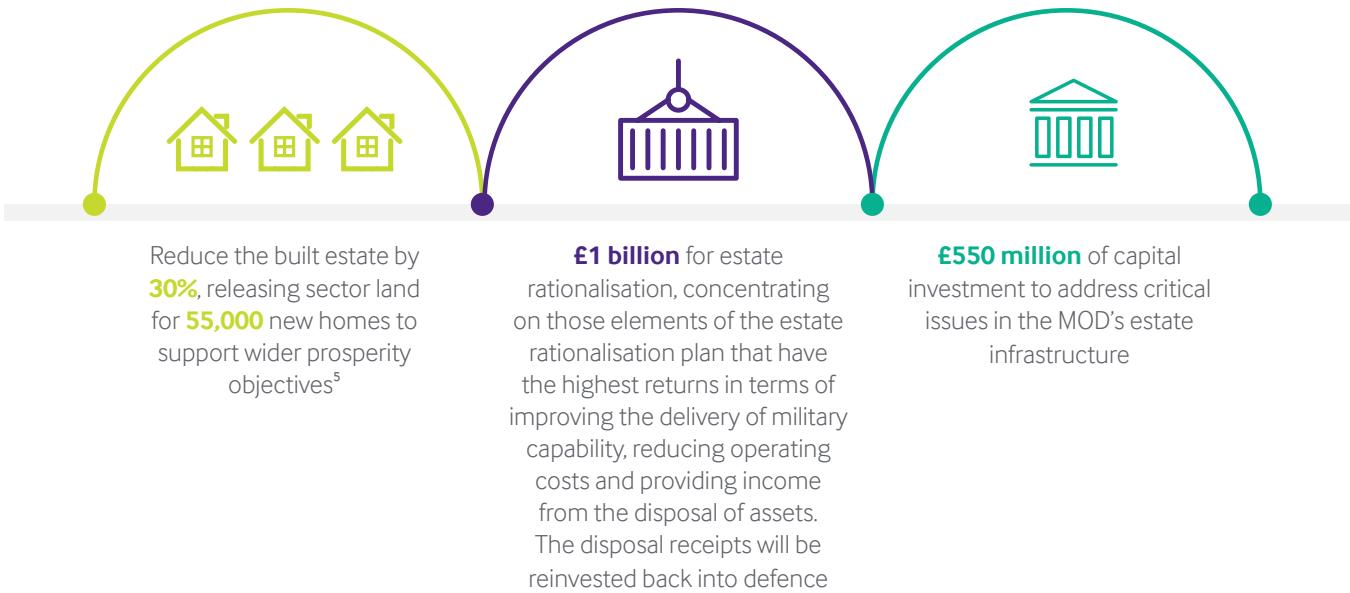 Reduce the built estate by
30%, releasing sector land
for 55,000 new homes to
support wider prosperity
objectives⁵
£1 billion for estate
rationalisation, concentrating
on those elements of the estate
rationalisation plan that have
the highest returns in terms of
improving the delivery of military
capability, reducing operating
costs and providing income
from the disposal of assets.
The disposal receipts will be
reinvested back into defence
£550 million of capital
investment to address critical
issues in the MOD’s estate
infrastructure